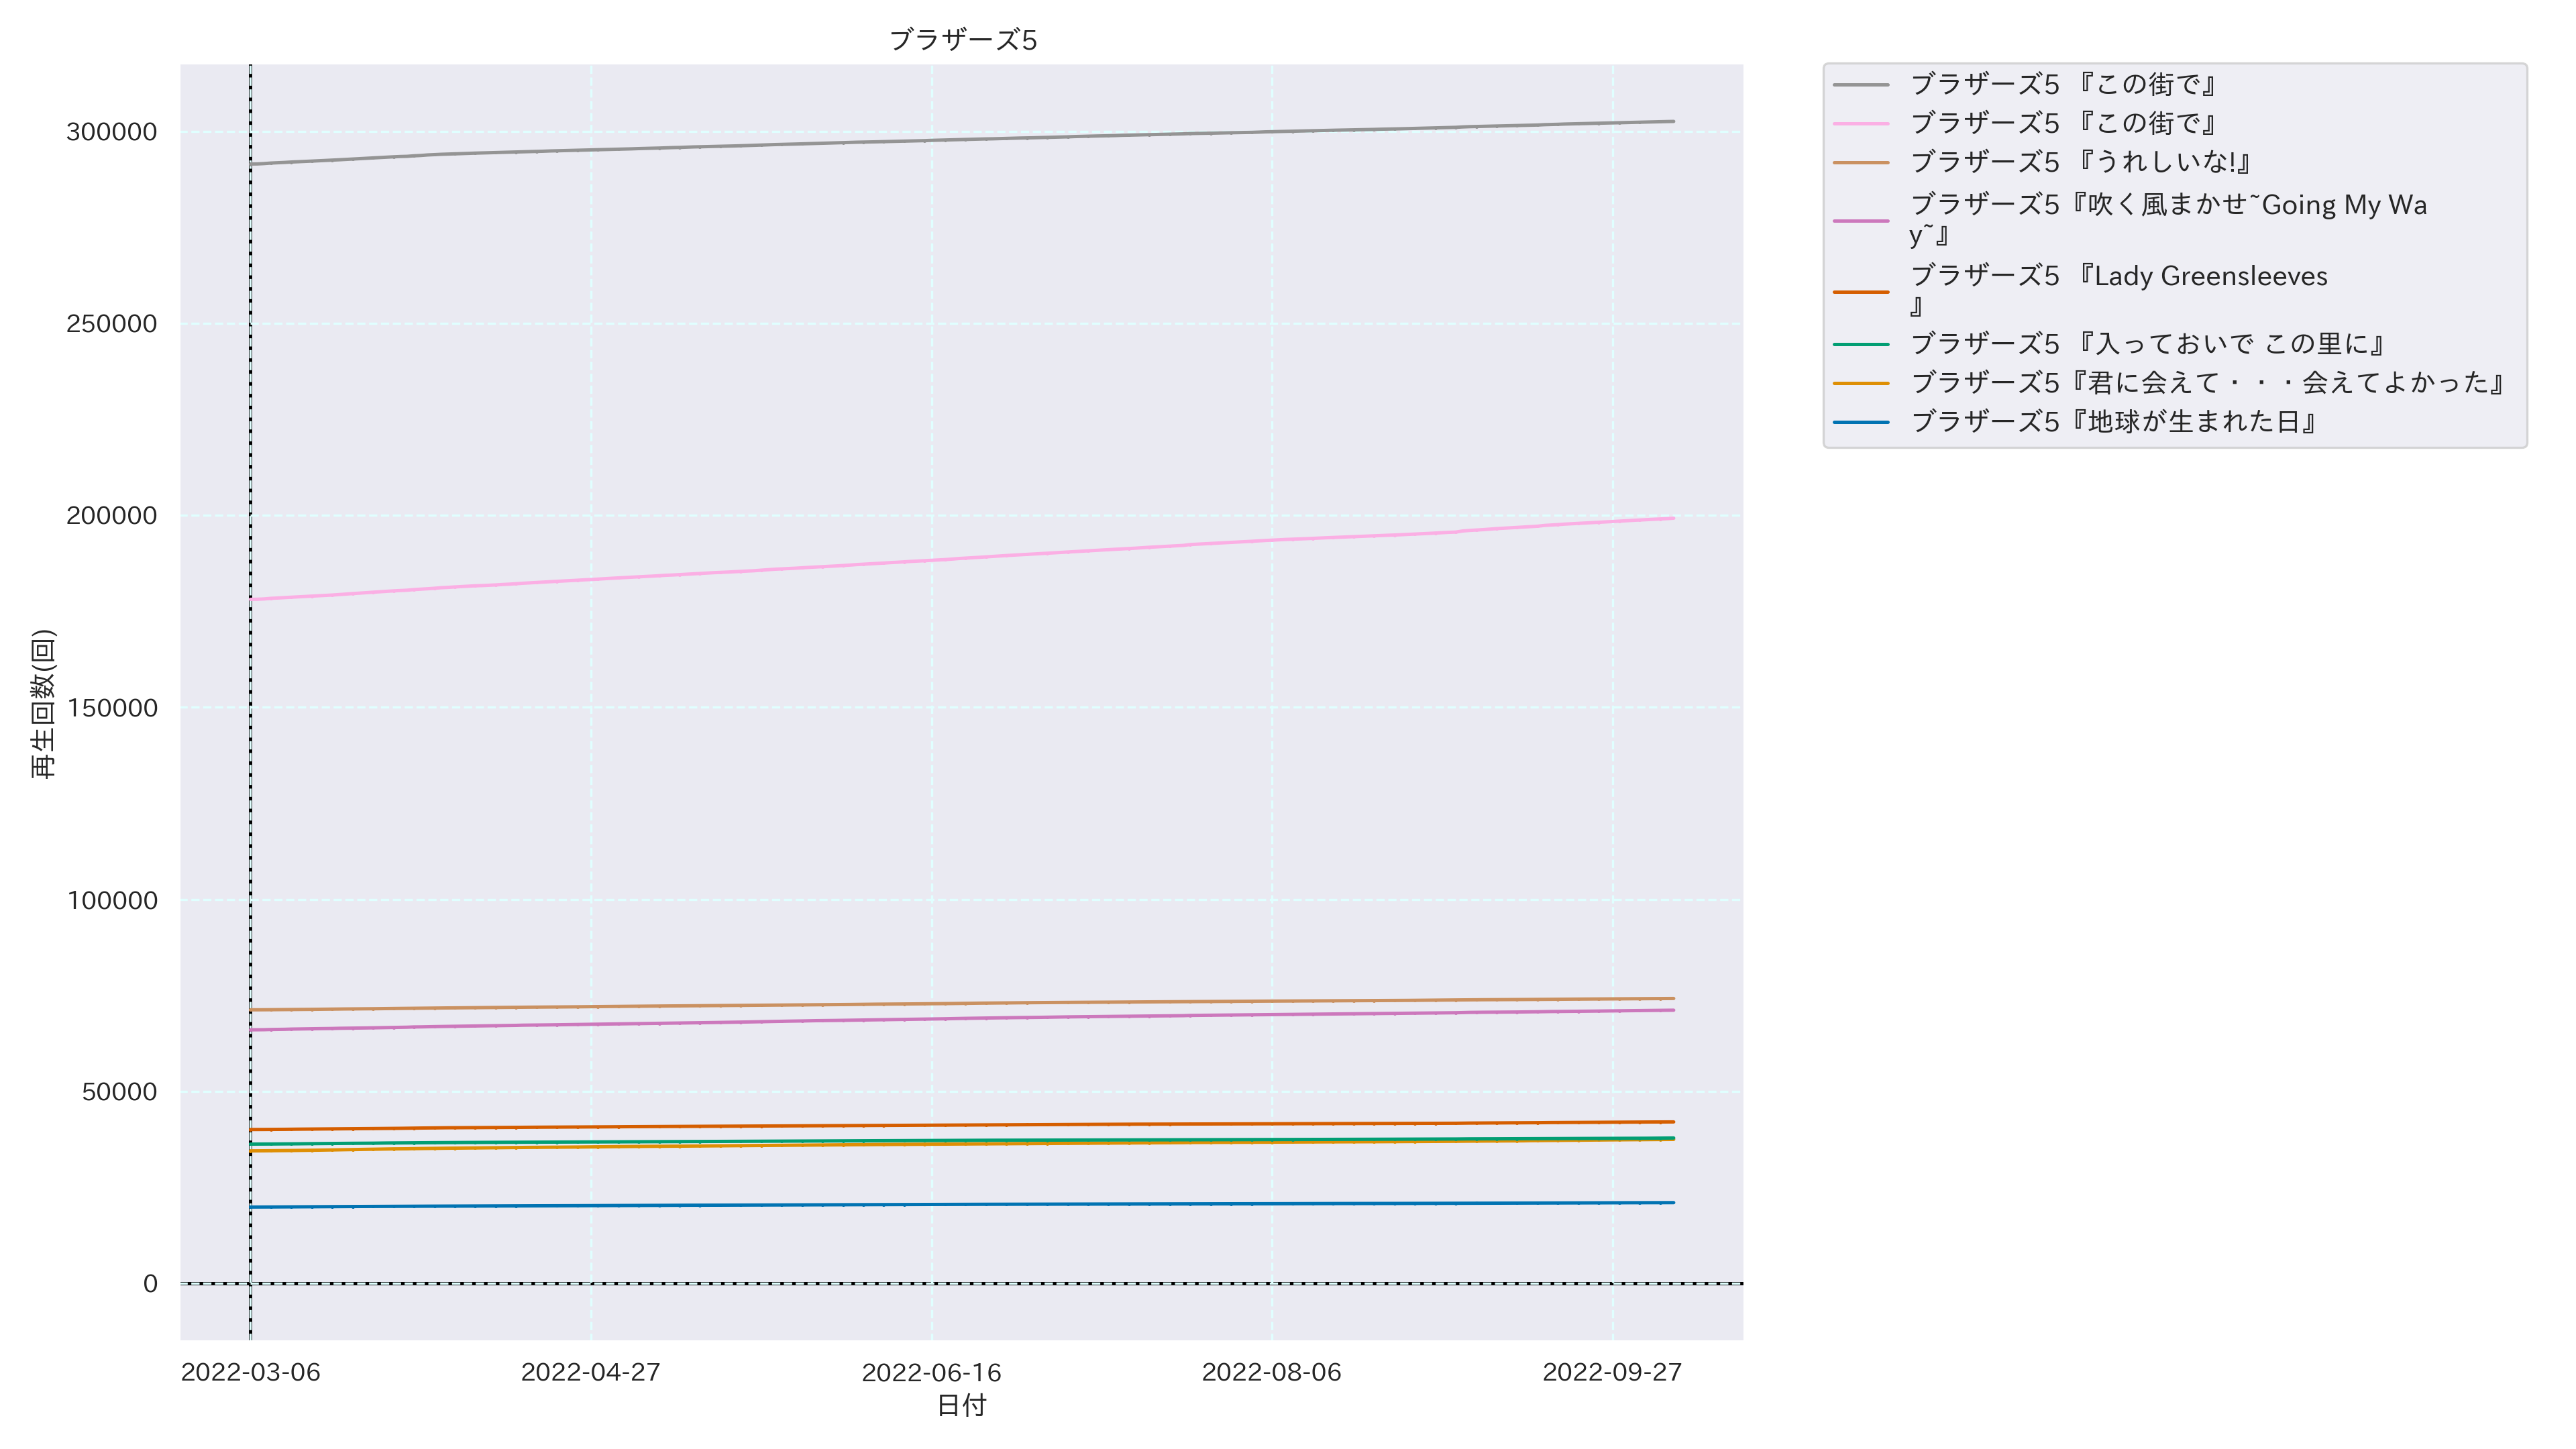 ブラザーズ5
300000
250000
200000
150000
100000
50000
0
再生回数(回)
2022-03-06
2022-04-27
2022-06-16
2022-08-06
2022-09-27
日付
ブラザーズ5 『この街で』
ブラザーズ5 『この街で』
ブラザーズ5 『うれしいな!』
ブラザーズ5『吹く風まかせ~Going My Wa
y~』
ブラザーズ5 『Lady Greensleeves
』
ブラザーズ5 『入っておいで この里に』
ブラザーズ5『君に会えて・・・会えてよかった』
ブラザーズ5『地球が生まれた日』